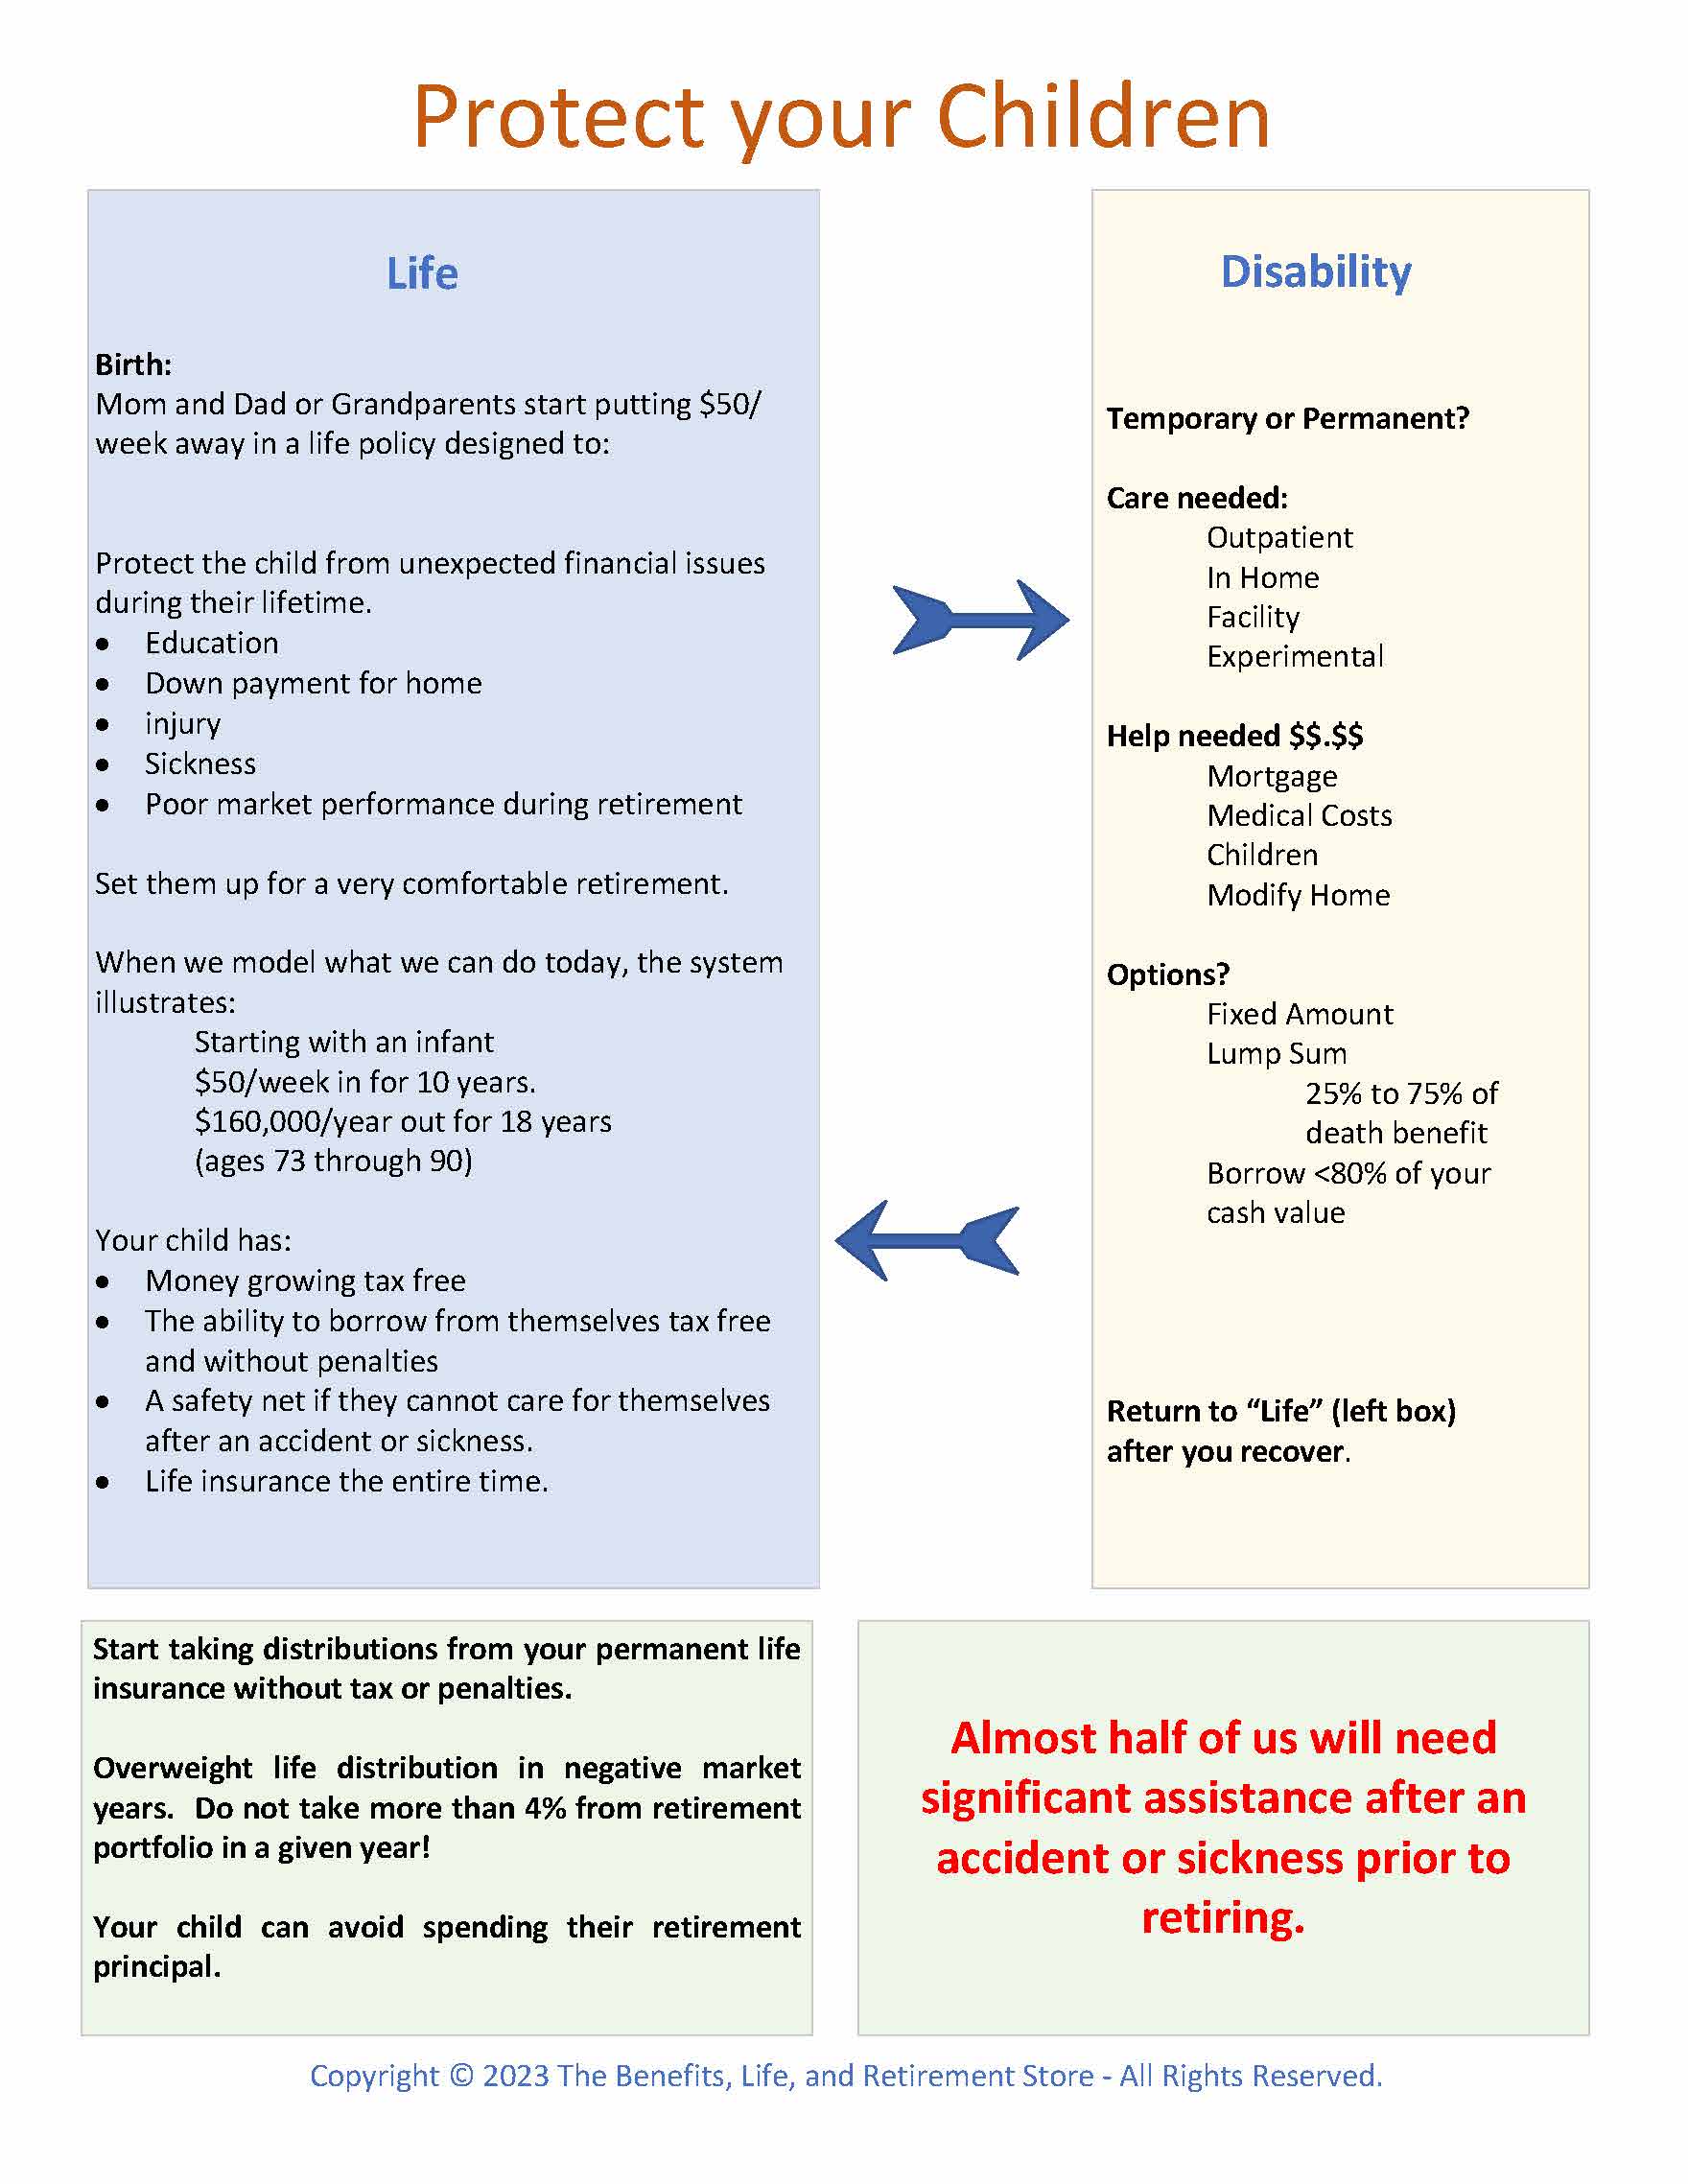 Protect your Children
Life
Birth:
Mom and Dad or Grandparents start putting $50/
week away in a life policy designed to:
Protect the child from unexpected financial issues
during their lifetime.
• Education
• Down payment for home
• injury
• Sickness
• Poor market performance during retirement
Set them up for a very comfortable retirement.
When we model what we can do today, the system
illustrates:
Starting with an infant
$50/week in for 10 years.
$160,000/year out for 18 years
(ages 73 through 90)
Your child has:
• Money growing tax free
• The ability to borrow from themselves tax free
and without penalties
• A safety net if they cannot care for themselves
after an accident or sickness.
• Life insurance the entire time.
Disability
Temporary or Permanent?
Care needed:
Outpatient
In Home
Facility
Experimental
Help needed $$.$$
Mortgage
Medical Costs
Children
Modify Home
Options?
Fixed Amount
Lump Sum
25% to 75% of
death benefit
Borrow <80% of your
cash value
Return to “Life” (left box)
after you recover.
Start taking distributions from your permanent life
insurance without tax or penalties.
Overweight life distribution in negative market
years. Do not take more than 4% from retirement
portfolio in a given year!
Your child can avoid spending their retirement
principal.
Almost half of us will need
significant assistance after an
accident or sickness prior to
retiring.
Copyright © 2023 The Benefits, Life, and Retirement Store - All Rights Reserved.